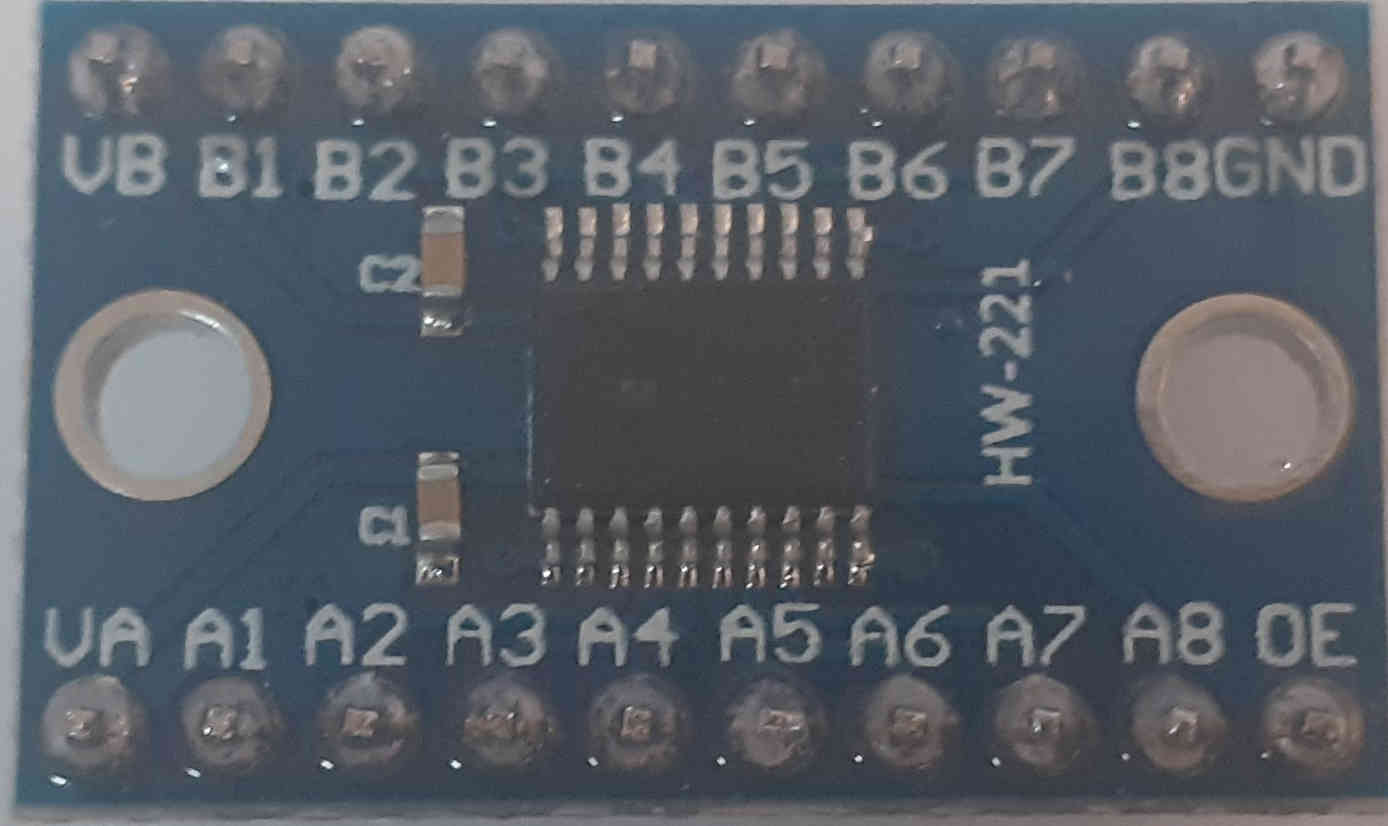 VB B1 B2 B3 B4 B5 B6 B7 B8 GND
C2
HW-221
C1
VA A1 A2 A3 A4 A5 A6 A7 A8 OE